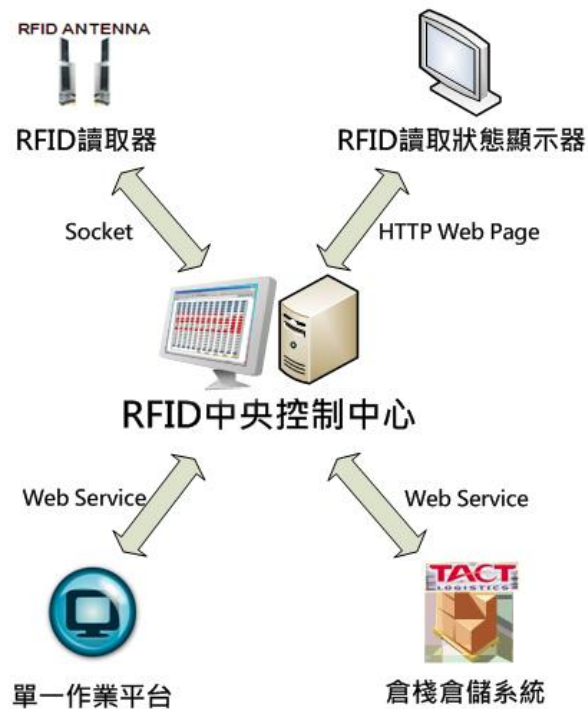 RFID ANTENNA
RFID讀取器
RFID讀取狀態顯示器
Socket
HTTP Web Page
RFID中央控制中心
Web Service
Web Service
TACT
LOGISTICS
單一作業平台
倉棧倉儲系統